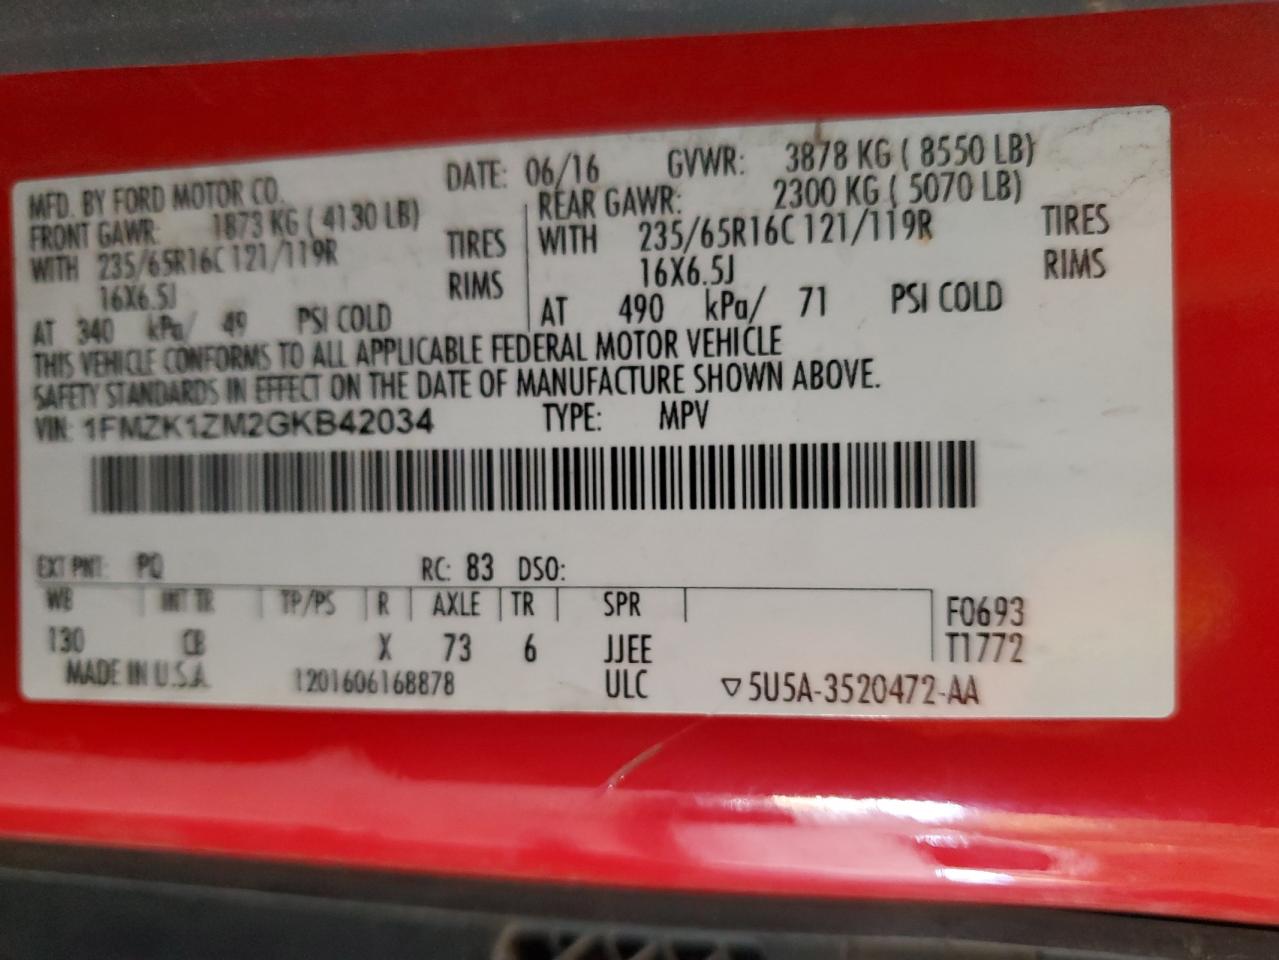 MFD. BY FORD MOTOR CO.
DATE: 06/16 GVWR: 3878 KG ( 8550 LB)
FRONT GAWR: 1873 KG ( 4130 LB)
WITH 235/65R16C 121/119R TIRES
16X6.5J RIMS
AT 340 kPa/ 49 PSI COLD
REAR GAWR: 2300 KG ( 5070 LB)
WITH 235/65R16C 121/119R TIRES
16X6.5J RIMS
AT 490 kPa/ 71 PSI COLD
THIS VEHICLE CONFORMS TO ALL APPLICABLE FEDERAL MOTOR VEHICLE
SAFETY STANDARDS IN EFFECT ON THE DATE OF MANUFACTURE SHOWN ABOVE.
VIN: 1FMZK1ZM2GKB42034 TYPE: MPV
EXT PNT: PQ RC: 83 DSO:
WB INT TR TP/PS R AXLE TR SPR
130 CB X 73 6 JJEE
F0693
T1772
MADE IN U.S.A. 1201606168878 ULC ▽5U5A-3520472-AA